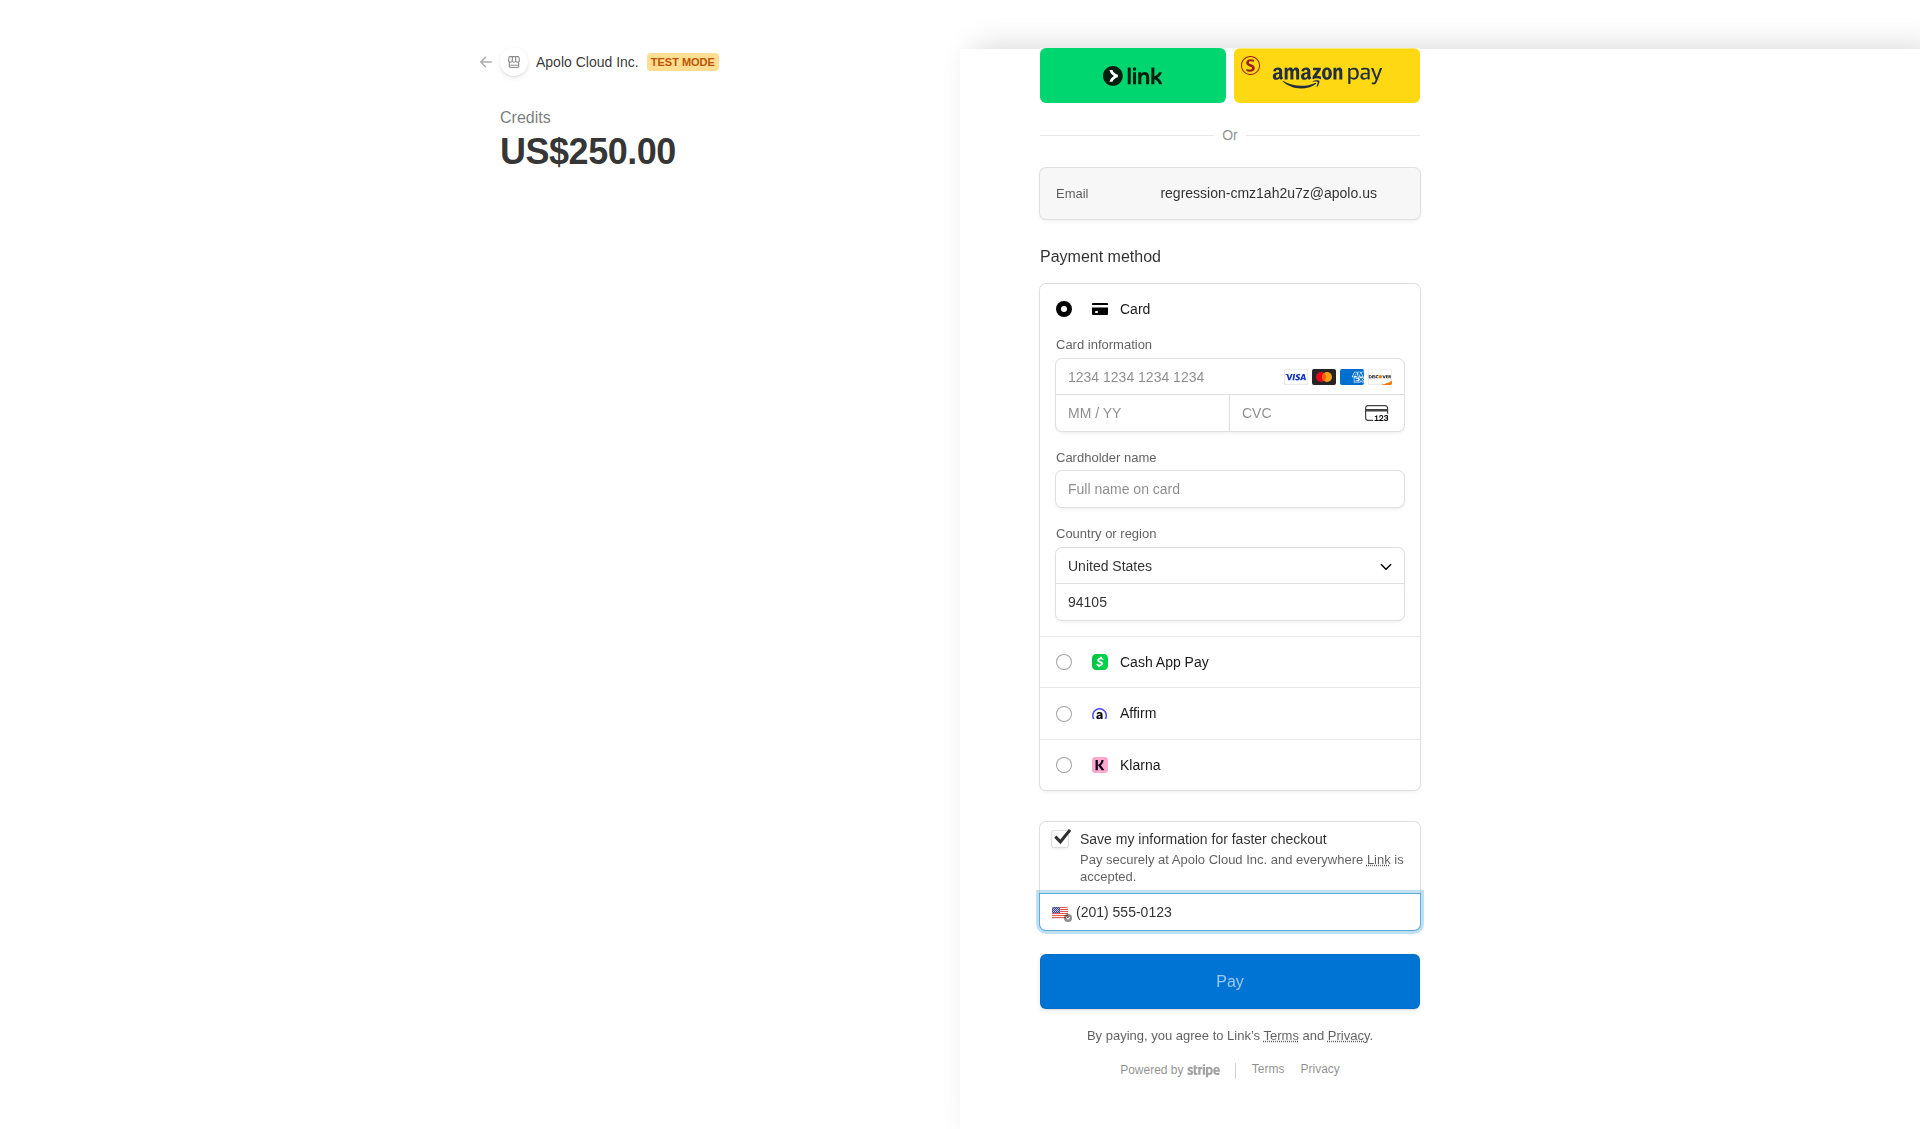 Apolo Cloud Inc. TEST MODE
Credits
US$250.00
link
S amazon pay
Or
Email regression-cmz1ah2u7z@apolo.us
Payment method
Card
Card information
1234 1234 1234 1234 VISA AM EX DISCOVER
MM / YY CVC 123
Cardholder name
Full name on card
Country or region
United States
94105
$ Cash App Pay
a Affirm
K Klarna
Save my information for faster checkout
Pay securely at Apolo Cloud Inc. and everywhere Link is
accepted.
(201) 555-0123
Pay
By paying, you agree to Link's Terms and Privacy.
Powered by stripe Terms Privacy